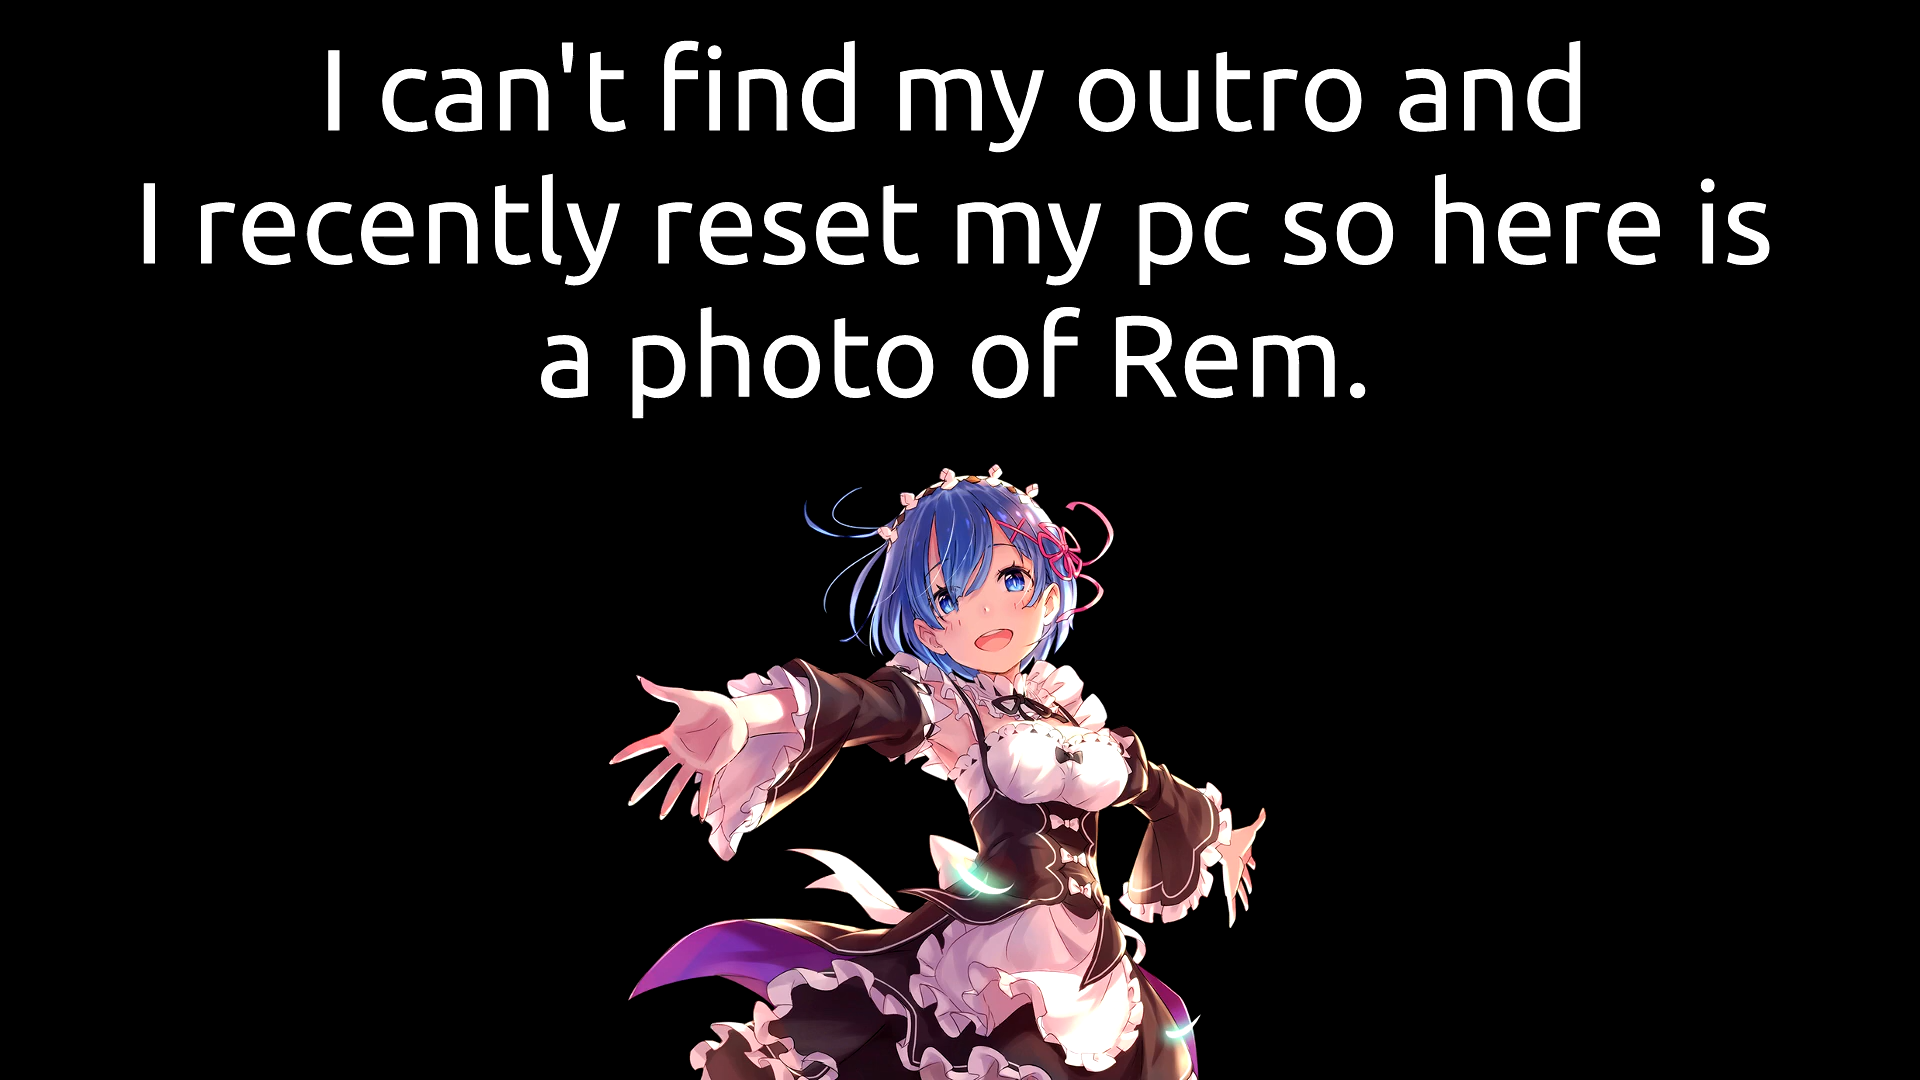 I can't find my outro and
I recently reset my pc so here is
a photo of Rem.